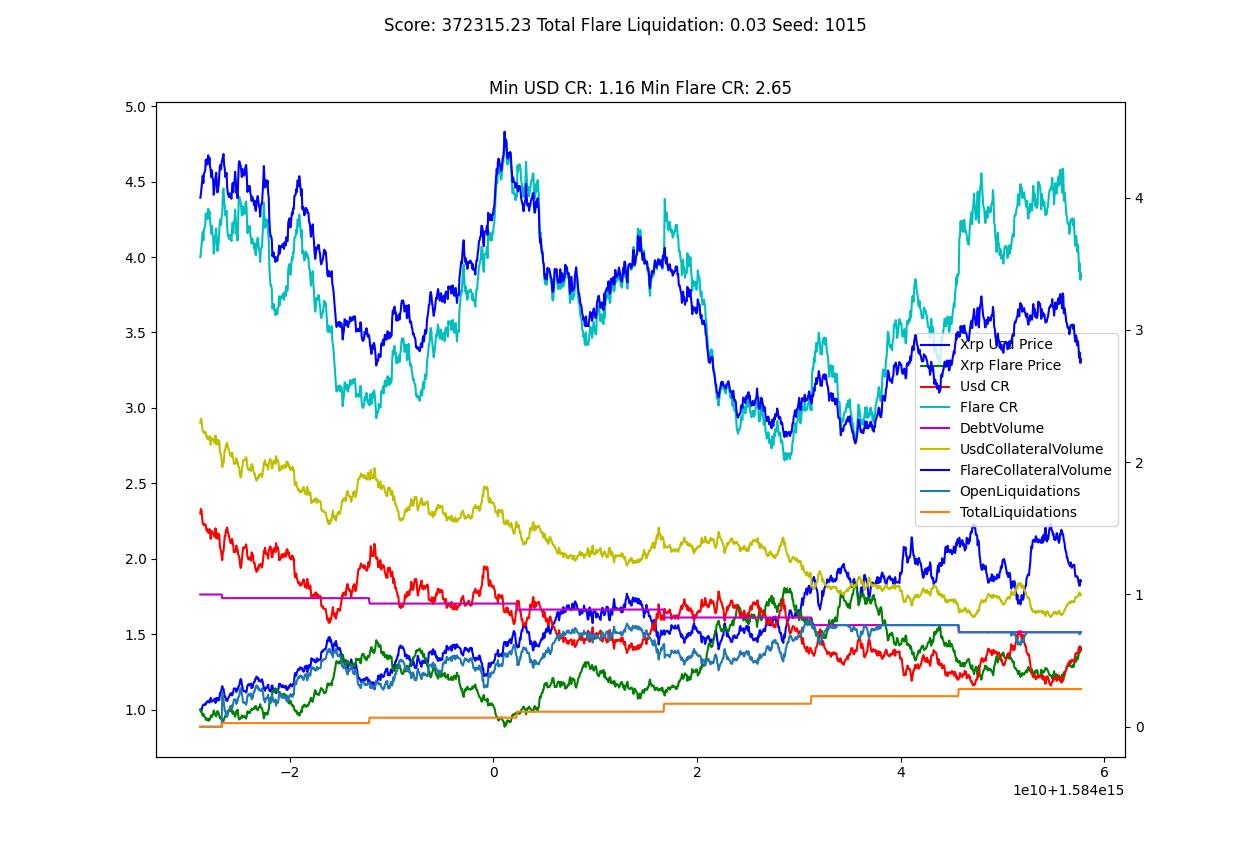 Score: 372315.23 Total Flare Liquidation: 0.03 Seed: 1015
Min USD CR: 1.16 Min Flare CR: 2.65
5.0
4.5
4.0
3.5
3.0
2.5
2.0
1.5
1.0
4
3
2
1
0
Xrp Usd Price
Xrp Flare Price
Usd CR
Flare CR
DebtVolume
UsdCollateralVolume
FlareCollateralVolume
OpenLiquidations
TotalLiquidations
−2 0 2 4 6
1e10+1.584e15